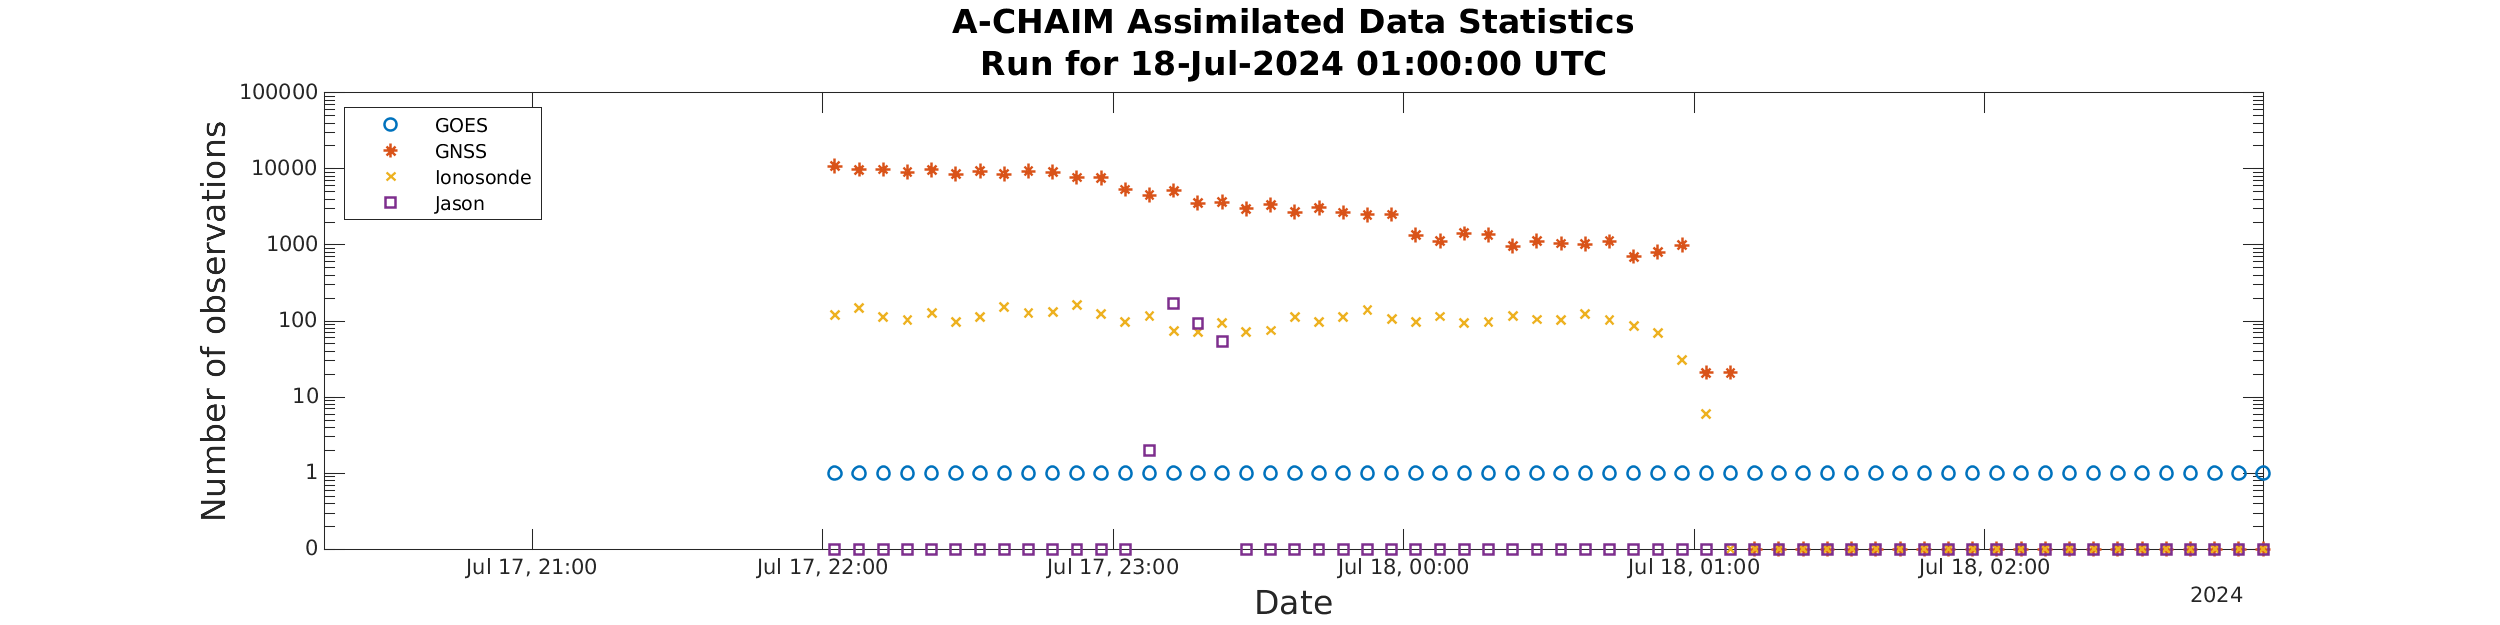 A-CHAIM Assimilated Data Statistics
Run for 18-Jul-2024 01:00:00 UTC
Number of observations
100000
10000
1000
100
10
1
0
GOES
GNSS
Ionosonde
Jason
Jul 17, 21:00
Jul 17, 22:00
Jul 17, 23:00
Jul 18, 00:00
Jul 18, 01:00
Jul 18, 02:00
2024
Date